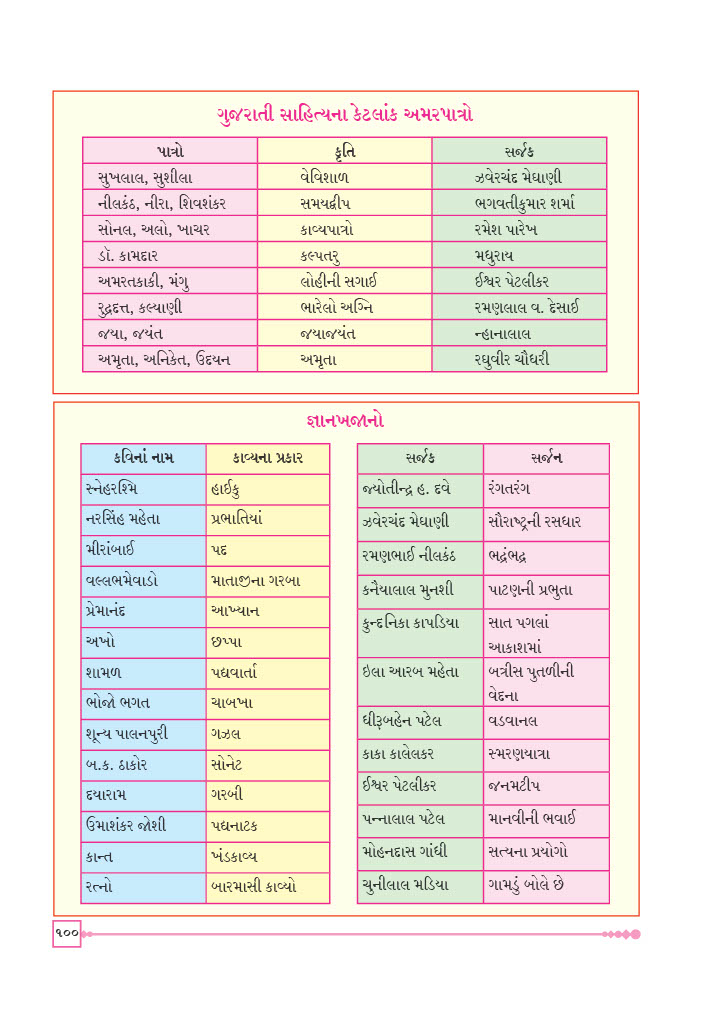 ગુજરાતી સાહિત્યના કેટલાંક અમરપાત્રો
પાત્રો કૃતિ સર્જક
સુખલાલ, સુશીલા વેવિશાળ ઝવેરચંદ મેઘાણી
નીલકંઠ, નીરા, શિવશંકર સમયદ્વીપ ભગવતીકુમાર શર્મા
સોનલ, અલો, ખાચર કાવ્યપાત્રો રમેશ પારેખ
ડૉ. કામદાર કલ્પતરુ મધુરાય
અમરતકાકી, મંગુ લોહીની સગાઈ ઈશ્વર પેટલીકર
રુદ્રદત્ત, કલ્યાણી ભારેલો અગ્નિ રમણલાલ વ. દેસાઈ
જયા, જયંત જયાજયંત ન્હાનાલાલ
અમૃતા, અનિકેત, ઉદયન અમૃતા રઘુવીર ચૌધરી
જ્ઞાનખજાનો
કવિનાં નામ કાવ્યના પ્રકાર
સ્નેહરશ્મિ હાઈકુ
નરસિંહ મહેતા પ્રભાતિયાં
મીરાંબાઈ પદ
વલ્લભમેવાડો માતાજીના ગરબા
પ્રેમાનંદ આખ્યાન
અખો છપ્પા
શામળ પદ્યવાર્તા
ભોજો ભગત ચાબખા
શૂન્ય પાલનપુરી ગઝલ
બ.ક. ઠાકોર સોનેટ
દયારામ ગરબી
ઉમાશંકર જોશી પદ્યનાટક
કાન્ત ખંડકાવ્ય
રત્નો બારમાસી કાવ્યો
સર્જક સર્જન
જ્યોતીન્દ્ર હ. દવે રંગતરંગ
ઝવેરચંદ મેઘાણી સૌરાષ્ટ્રની રસધાર
રમણભાઈ નીલકંઠ ભદ્રંભદ્ર
કનૈયાલાલ મુનશી પાટણની પ્રભુતા
કુન્દનિકા કાપડિયા સાત પગલાં
આકાશમાં
ઇલા આરબ મહેતા બત્રીસ પુતળીની
વેદના
ધીરૂબહેન પટેલ વડવાનલ
કાકા કાલેલકર સ્મરણયાત્રા
ઈશ્વર પેટલીકર જનમટીપ
પન્નાલાલ પટેલ માનવીની ભવાઈ
મોહનદાસ ગાંધી સત્યના પ્રયોગો
ચુનીલાલ મડિયા ગામડું બોલે છે
૧૦૦